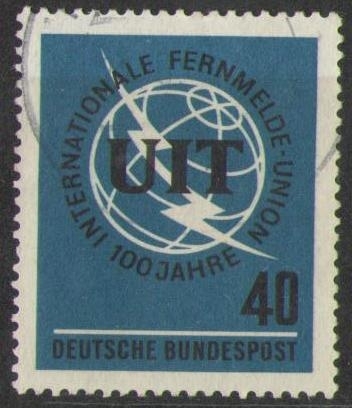 INTERNATIONALE FERNMELDE-UNION
100 JAHRE
UIT
40
DEUTSCHE BUNDESPOST